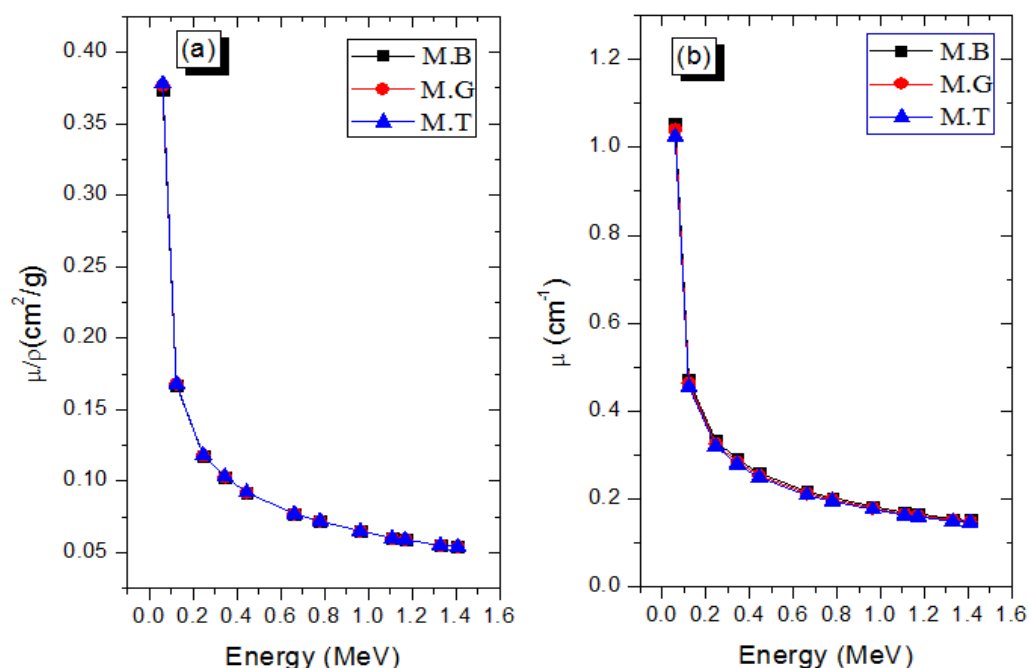 (a)
M.B
M.G
M.T
0.40
0.35
0.30
0.25
0.20
0.15
0.10
0.05
μ/ρ(cm²/g)
0.0 0.2 0.4 0.6 0.8 1.0 1.2 1.4 1.6
Energy (MeV)
(b)
M.B
M.G
M.T
1.2
1.0
0.8
0.6
0.4
0.2
0.0
μ (cm⁻¹)
0.0 0.2 0.4 0.6 0.8 1.0 1.2 1.4 1.6
Energy (MeV)